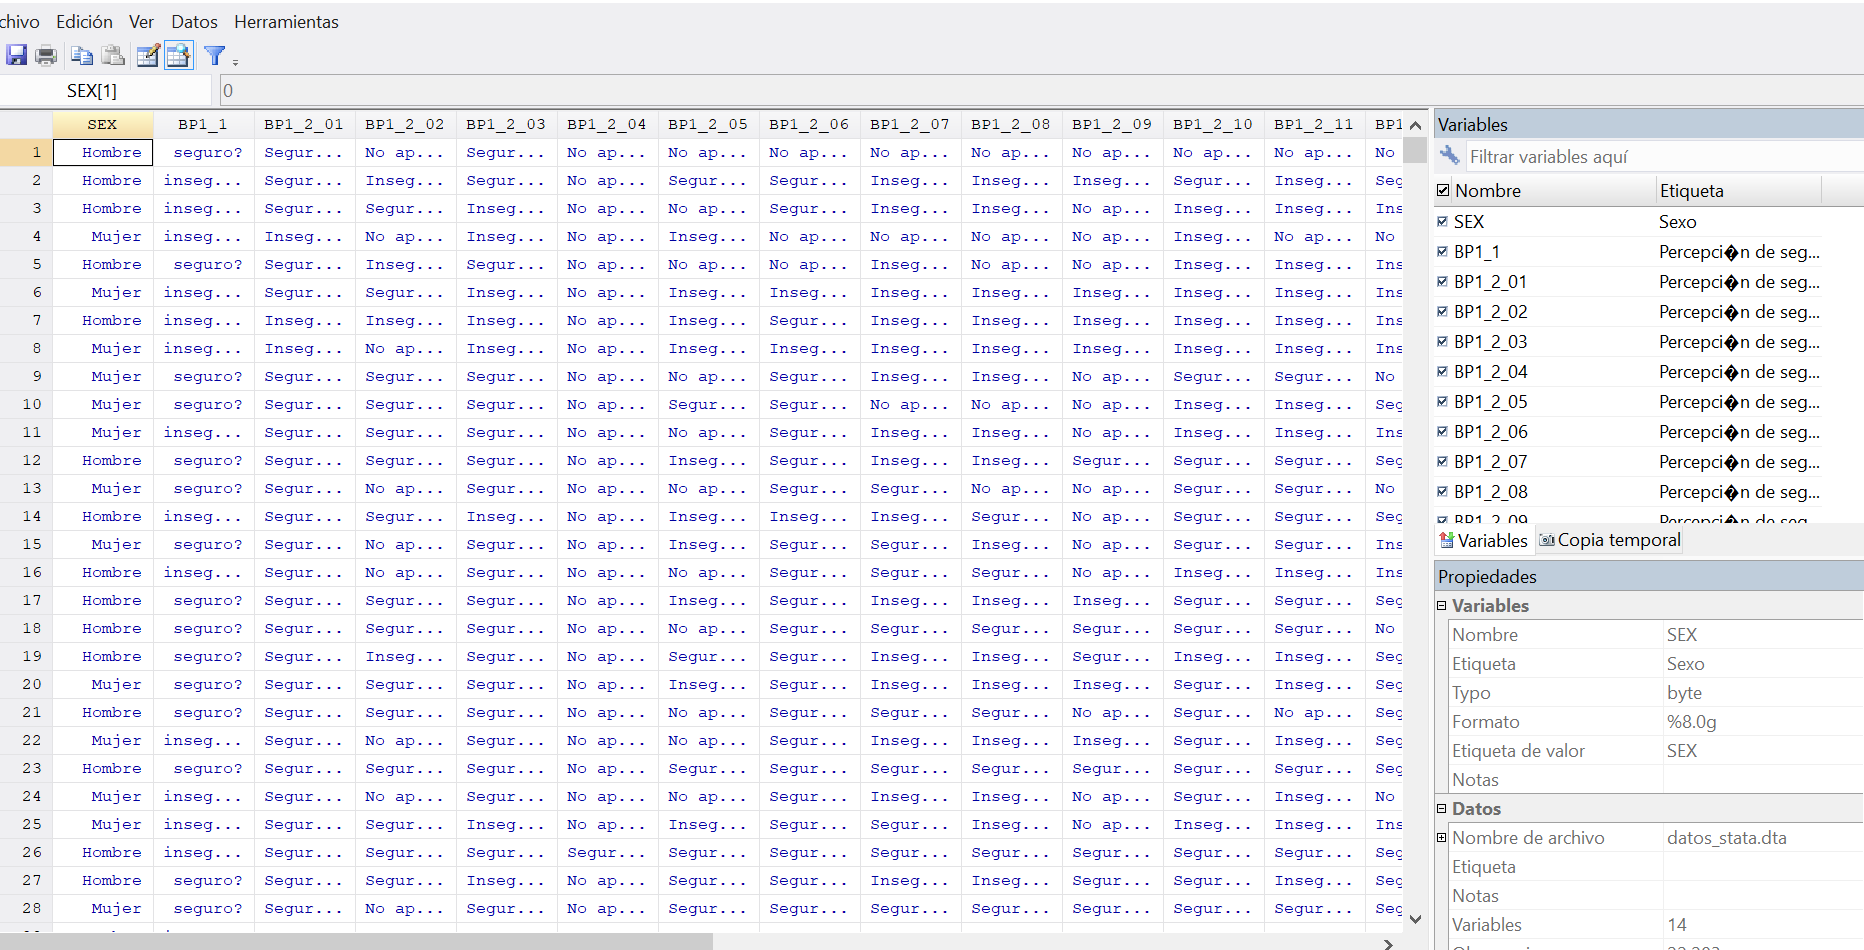 chivo Edición Ver Datos Herramientas
SEX[1] 0
SEX BP1_1 BP1_2_01 BP1_2_02 BP1_2_03 BP1_2_04 BP1_2_05 BP1_2_06 BP1_2_07 BP1_2_08 BP1_2_09 BP1_2_10 BP1_2_11 BP1
1 Hombre seguro? Segur... No ap... Segur... No ap... No ap... No ap... No ap... No ap... No ap... No ap... No ap... No
2 Hombre inseg... Segur... Inseg... Segur... No ap... Segur... Segur... Inseg... Inseg... Inseg... Segur... Inseg... Seg
3 Hombre inseg... Segur... Segur... Inseg... No ap... No ap... Segur... Inseg... Inseg... No ap... Inseg... Inseg... Ins
4 Mujer inseg... Inseg... No ap... Inseg... No ap... Inseg... No ap... No ap... No ap... No ap... Inseg... No ap... No
5 Hombre seguro? Segur... Inseg... Segur... No ap... No ap... No ap... Inseg... No ap... No ap... Inseg... Inseg... Ins
6 Mujer inseg... Segur... Segur... Inseg... No ap... Inseg... Inseg... Inseg... Inseg... Inseg... Inseg... Inseg... Ins
7 Hombre inseg... Inseg... Inseg... Inseg... No ap... Inseg... Segur... Inseg... Inseg... Inseg... Inseg... Inseg... Ins
8 Mujer inseg... Inseg... No ap... Inseg... No ap... Inseg... Inseg... Inseg... Inseg... Inseg... Inseg... Inseg... Ins
9 Mujer seguro? Segur... Segur... Segur... No ap... No ap... Segur... Inseg... Inseg... No ap... Segur... Segur... No
10 Mujer seguro? Segur... Segur... Segur... No ap... Segur... Segur... No ap... No ap... No ap... Inseg... Inseg... Seg
11 Mujer inseg... Segur... Segur... Segur... No ap... No ap... Segur... Inseg... Inseg... No ap... Inseg... Inseg... Ins
12 Hombre seguro? Segur... Segur... Segur... No ap... Inseg... Segur... Inseg... Inseg... Segur... Segur... Segur... Seg
13 Mujer seguro? Segur... No ap... Segur... No ap... No ap... Segur... Segur... No ap... No ap... Segur... Segur... No
14 Hombre inseg... Segur... Segur... Inseg... No ap... Inseg... Inseg... Inseg... Segur... No ap... Segur... Segur... Seg
15 Mujer seguro? Segur... No ap... Segur... No ap... Inseg... Segur... Segur... Inseg... No ap... Segur... Segur... Ins
16 Hombre inseg... Segur... No ap... Segur... No ap... No ap... Segur... Segur... Segur... No ap... Inseg... Inseg... Ins
17 Hombre seguro? Segur... Segur... Segur... No ap... Inseg... Segur... Inseg... Inseg... Inseg... Segur... Segur... Seg
18 Hombre seguro? Segur... Segur... Segur... No ap... No ap... Segur... Segur... Segur... Segur... Segur... Segur... No
19 Hombre seguro? Segur... Inseg... Segur... No ap... Segur... Segur... Inseg... Inseg... Segur... Inseg... Inseg... Seg
20 Mujer seguro? Segur... Segur... Segur... No ap... Inseg... Segur... Inseg... Inseg... Inseg... Segur... Inseg... Seg
21 Hombre seguro? Segur... Segur... Segur... No ap... No ap... Segur... Segur... Segur... No ap... Segur... No ap... Seg
22 Mujer inseg... Segur... No ap... Segur... No ap... No ap... Segur... Inseg... Inseg... Inseg... Segur... Inseg... Seg
23 Hombre seguro? Segur... Segur... Segur... No ap... Segur... Segur... Segur... Segur... Segur... Segur... Segur... Seg
24 Mujer inseg... Segur... No ap... Segur... No ap... No ap... Segur... Inseg... Inseg... No ap... Segur... Inseg... No
25 Mujer inseg... Segur... Segur... Inseg... No ap... Inseg... Segur... Segur... Inseg... No ap... Inseg... Inseg... Ins
26 Hombre inseg... Segur... Segur... Segur... Segur... Segur... Segur... Segur... Segur... Segur... Segur... Segur... Seg
27 Hombre seguro? Segur... Segur... Inseg... No ap... Segur... Segur... Inseg... Inseg... Segur... Segur... Inseg... Seg
28 Mujer seguro? Segur... No ap... Segur... No ap... Segur... Segur... Segur... Segur... Segur... Segur... Segur... Seg
Variables
Filtrar variables aquí
Nombre Etiqueta
SEX Sexo
BP1_1 Percepci�n de seg...
BP1_2_01 Percepci�n de seg...
BP1_2_02 Percepci�n de seg...
BP1_2_03 Percepci�n de seg...
BP1_2_04 Percepci�n de seg...
BP1_2_05 Percepci�n de seg...
BP1_2_06 Percepci�n de seg...
BP1_2_07 Percepci�n de seg...
BP1_2_08 Percepci�n de seg...
BP1_2_09 Percepci�n de seg...
Variables Copia temporal
Propiedades
Variables
Nombre SEX
Etiqueta Sexo
Typo byte
Formato %8.0g
Etiqueta de valor SEX
Notas
Datos
Nombre de archivo datos_stata.dta
Etiqueta
Notas
Variables 14